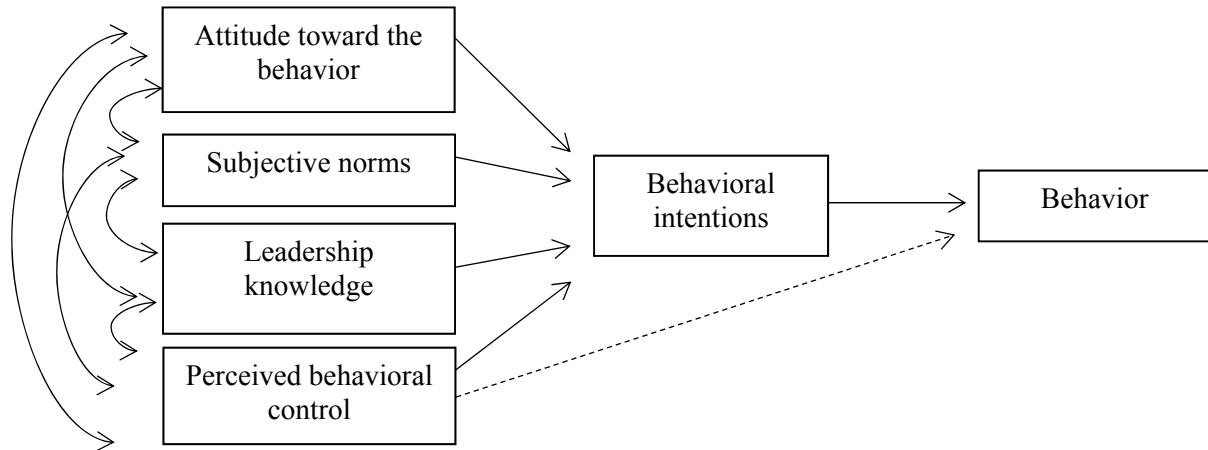 Attitude toward the
behavior
Subjective norms
Leadership
knowledge
Perceived behavioral
control
Behavioral
intentions
Behavior